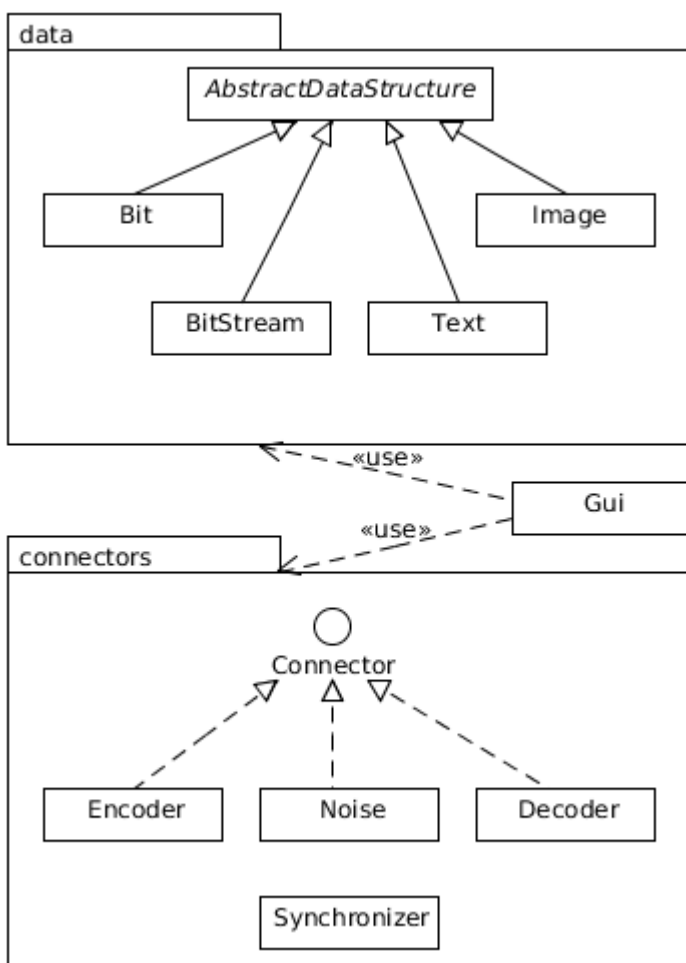 data
AbstractDataStructure
Bit
Image
BitStream
Text
«use»
Gui
«use»
connectors
Connector
Encoder
Noise
Decoder
Synchronizer